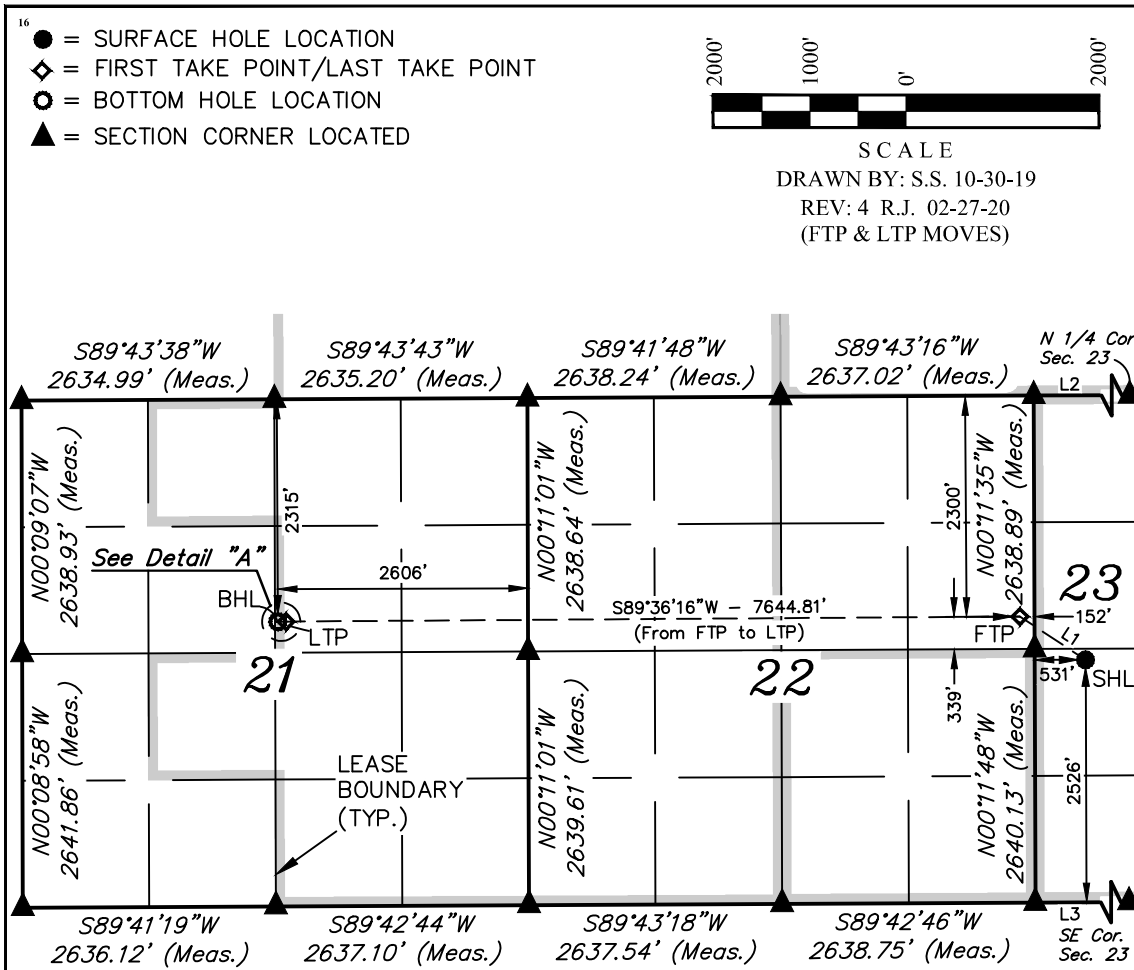 16
= SURFACE HOLE LOCATION
= FIRST TAKE POINT/LAST TAKE POINT
= BOTTOM HOLE LOCATION
= SECTION CORNER LOCATED
2000'
1000'
0'
2000'
SCALE
DRAWN BY: S.S. 10-30-19
REV: 4 R.J. 02-27-20
(FTP & LTP MOVES)
S89°43'38"W
2634.99' (Meas.)
S89°43'43"W
2635.20' (Meas.)
S89°41'48"W
2638.24' (Meas.)
S89°43'16"W
2637.02' (Meas.)
N 1/4 Cor
Sec. 23
L2
N00°09'07"W
2638.93' (Meas.)
2315'
N00°11'01"W
2638.64' (Meas.)
2300'
N00°11'35"W
2638.89' (Meas.)
See Detail "A"
2606'
23
BHL
LTP
S89°36'16"W - 7644.81'
(From FTP to LTP)
FTP
152'
L1
SHL
531'
21
22
339'
N00°08'58"W
2641.86' (Meas.)
LEASE
BOUNDARY
(TYP.)
N00°11'01"W
2639.61' (Meas.)
N00°11'48"W
2640.13' (Meas.)
2526'
S89°41'19"W
2636.12' (Meas.)
S89°42'44"W
2637.10' (Meas.)
S89°43'18"W
2637.54' (Meas.)
S89°42'46"W
2638.75' (Meas.)
L3
SE Cor.
Sec. 23